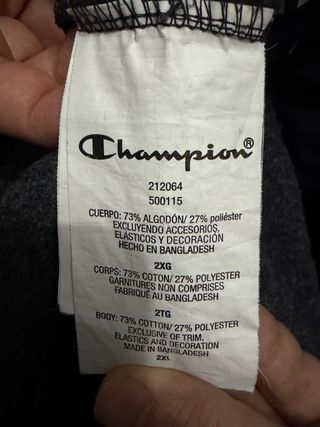 Champion®
212064
500115
CUERPO: 73% ALGODÓN/ 27% poliéster
EXCLUYENDO ACCESORIOS,
ELÁSTICOS Y DECORACIÓN
HECHO EN BANGLADESH
2XG
CORPS: 73% COTON/ 27% POLYESTER
GARNITURES NON COMPRISES
FABRIQUÉ AU BANGLADESH
2TG
BODY: 73% COTTON/ 27% POLYESTER
EXCLUSIVE OF TRIM,
ELASTICS AND DECORATION
MADE IN BANGLADESH
2XL